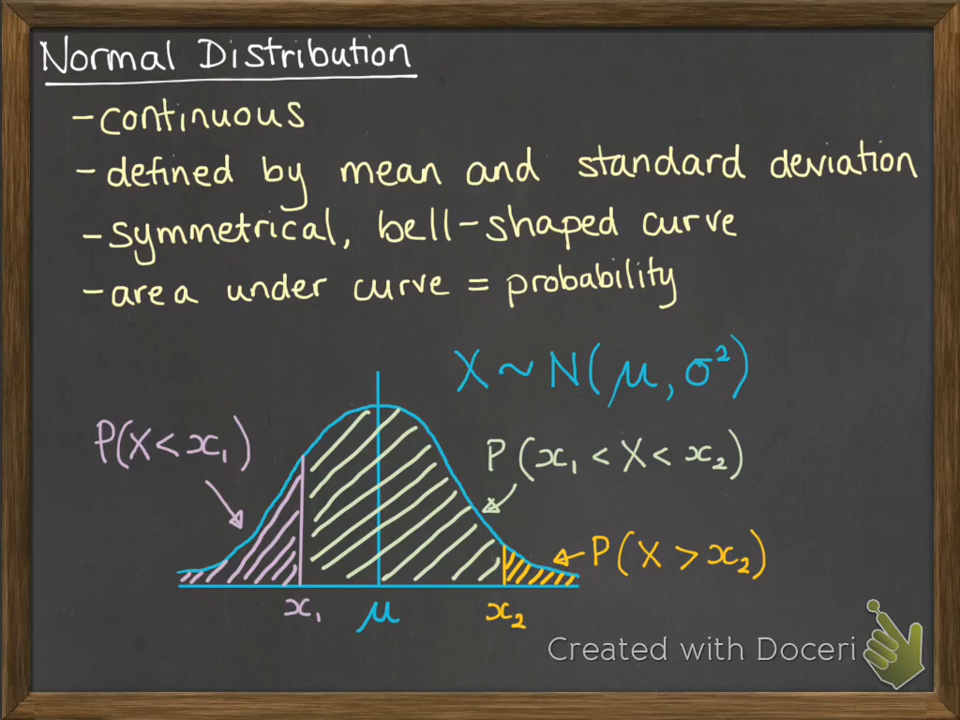 Normal Distribution
- continuous
- defined by mean and standard deviation
- symmetrical, bell-shaped curve
- area under curve = probability
X ~ N(μ, σ²)
P(X < x₁)
P(x₁ < X < x₂)
P(X > x₂)
x₁ μ x₂
Created with Doceri